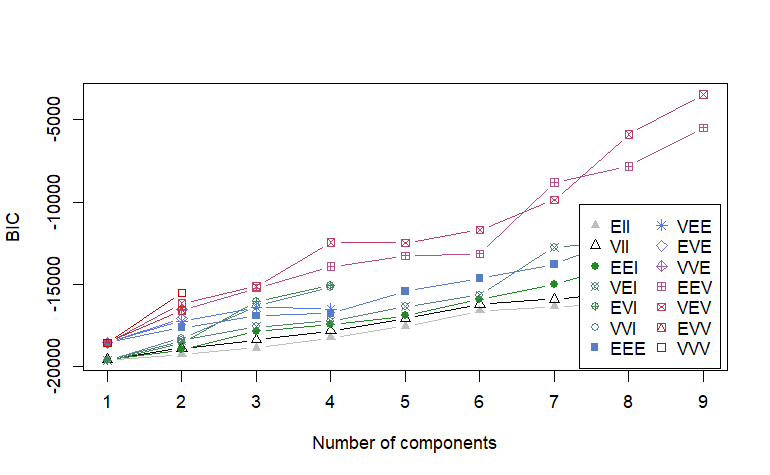 BIC
-5000
-10000
-15000
-20000
1 2 3 4 5 6 7 8 9
Number of components
EII VEE
VII EVE
EEI VVE
VEI EEV
EVI VEV
VVI EVV
EEE VVV